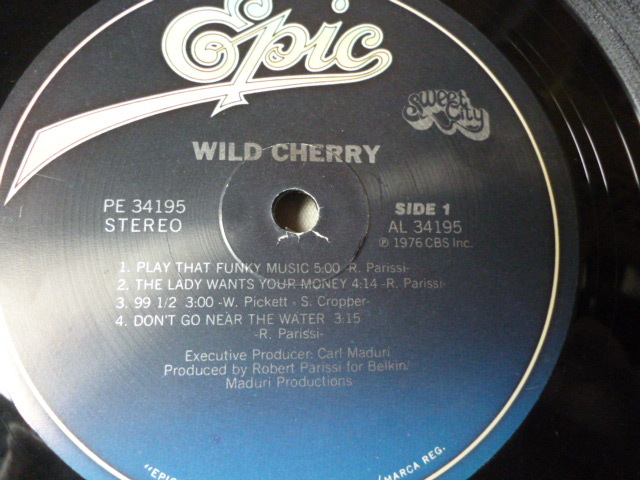 Epic
Sweet City
WILD CHERRY
PE 34195
STEREO
SIDE 1
AL 34195
℗ 1976 CBS Inc.
1. PLAY THAT FUNKY MUSIC 5:00 -R. Parissi-
2. THE LADY WANTS YOUR MONEY 4:14 -R. Parissi-
3. 99 1/2 3:00 -W. Pickett - S. Cropper-
4. DON'T GO NEAR THE WATER 3:15
-R. Parissi-
Executive Producer: Carl Maduri
Produced by Robert Parissi for Belkin/
Maduri Productions
"EPIC
/MARCA REG.